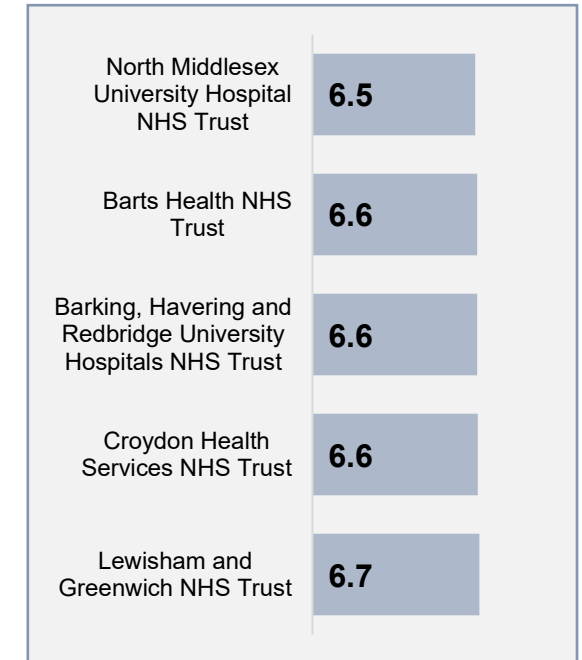 North Middlesex
University Hospital
NHS Trust
6.5
Barts Health NHS
Trust
6.6
Barking, Havering and
Redbridge University
Hospitals NHS Trust
6.6
Croydon Health
Services NHS Trust
6.6
Lewisham and
Greenwich NHS Trust
6.7